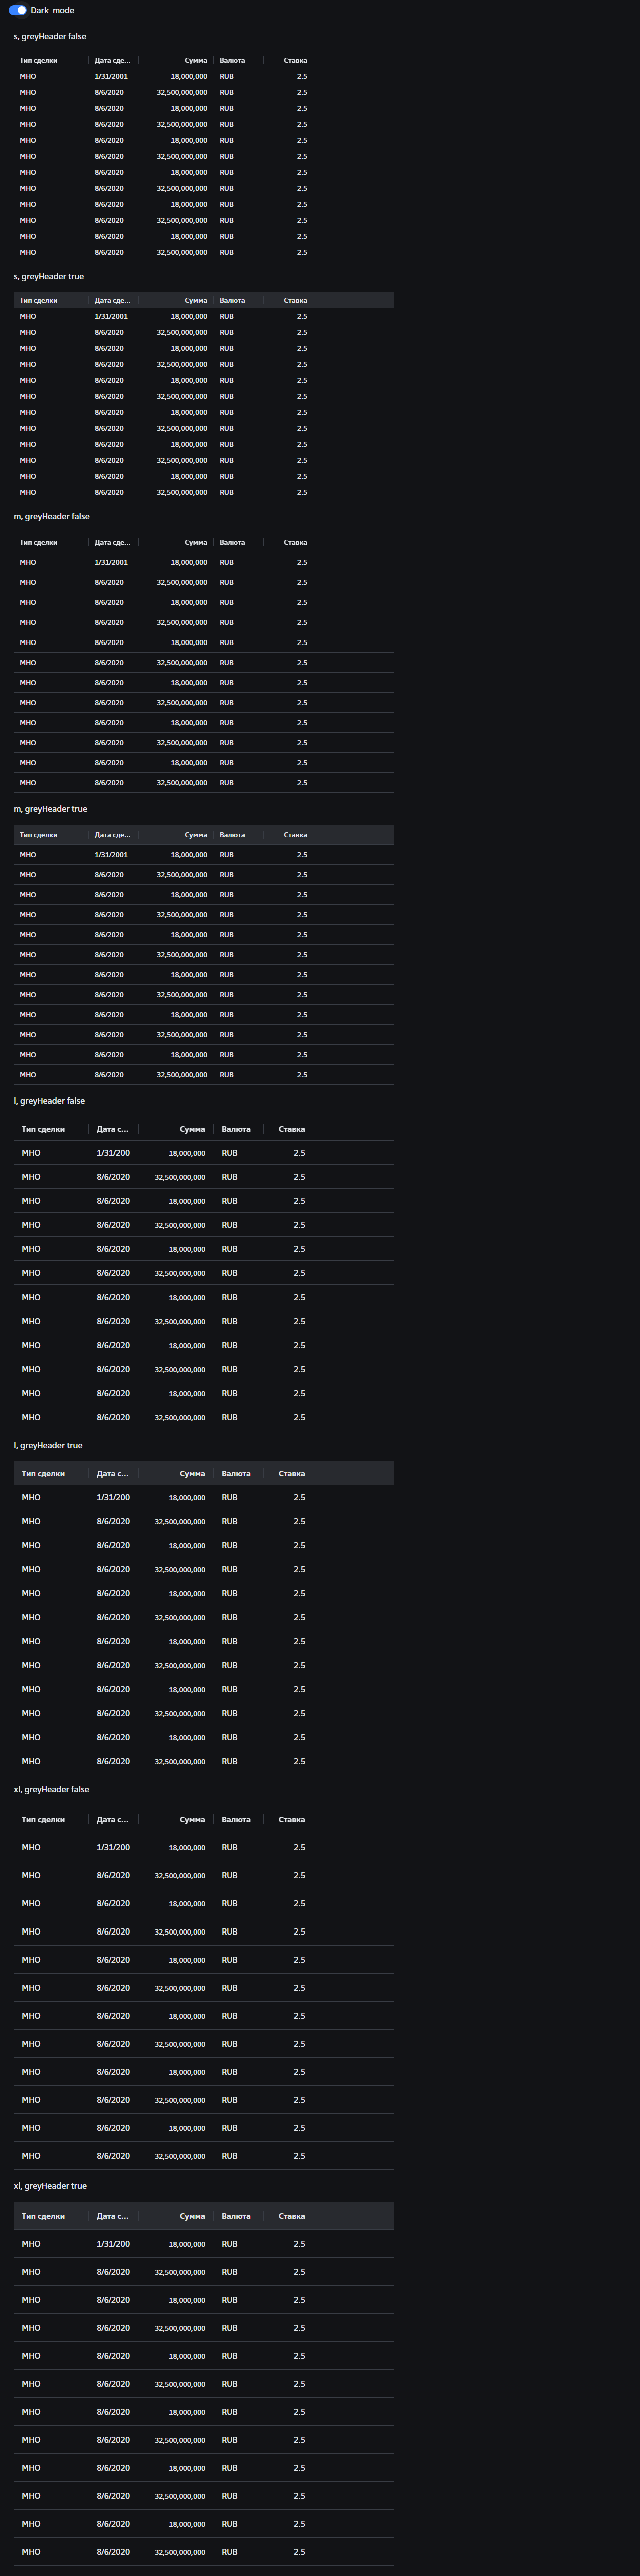 Dark_mode
s, greyHeader false
Тип сделки Дата сде... Сумма Валюта Ставка
МНО 1/31/2001 18,000,000 RUB 2.5
МНО 8/6/2020 32,500,000,000 RUB 2.5
МНО 8/6/2020 18,000,000 RUB 2.5
МНО 8/6/2020 32,500,000,000 RUB 2.5
МНО 8/6/2020 18,000,000 RUB 2.5
МНО 8/6/2020 32,500,000,000 RUB 2.5
МНО 8/6/2020 18,000,000 RUB 2.5
МНО 8/6/2020 32,500,000,000 RUB 2.5
МНО 8/6/2020 18,000,000 RUB 2.5
МНО 8/6/2020 32,500,000,000 RUB 2.5
МНО 8/6/2020 18,000,000 RUB 2.5
МНО 8/6/2020 32,500,000,000 RUB 2.5
s, greyHeader true
Тип сделки Дата сде... Сумма Валюта Ставка
МНО 1/31/2001 18,000,000 RUB 2.5
МНО 8/6/2020 32,500,000,000 RUB 2.5
МНО 8/6/2020 18,000,000 RUB 2.5
МНО 8/6/2020 32,500,000,000 RUB 2.5
МНО 8/6/2020 18,000,000 RUB 2.5
МНО 8/6/2020 32,500,000,000 RUB 2.5
МНО 8/6/2020 18,000,000 RUB 2.5
МНО 8/6/2020 32,500,000,000 RUB 2.5
МНО 8/6/2020 18,000,000 RUB 2.5
МНО 8/6/2020 32,500,000,000 RUB 2.5
МНО 8/6/2020 18,000,000 RUB 2.5
МНО 8/6/2020 32,500,000,000 RUB 2.5
m, greyHeader false
Тип сделки Дата сде... Сумма Валюта Ставка
МНО 1/31/2001 18,000,000 RUB 2.5
МНО 8/6/2020 32,500,000,000 RUB 2.5
МНО 8/6/2020 18,000,000 RUB 2.5
МНО 8/6/2020 32,500,000,000 RUB 2.5
МНО 8/6/2020 18,000,000 RUB 2.5
МНО 8/6/2020 32,500,000,000 RUB 2.5
МНО 8/6/2020 18,000,000 RUB 2.5
МНО 8/6/2020 32,500,000,000 RUB 2.5
МНО 8/6/2020 18,000,000 RUB 2.5
МНО 8/6/2020 32,500,000,000 RUB 2.5
МНО 8/6/2020 18,000,000 RUB 2.5
МНО 8/6/2020 32,500,000,000 RUB 2.5
m, greyHeader true
Тип сделки Дата сде... Сумма Валюта Ставка
МНО 1/31/2001 18,000,000 RUB 2.5
МНО 8/6/2020 32,500,000,000 RUB 2.5
МНО 8/6/2020 18,000,000 RUB 2.5
МНО 8/6/2020 32,500,000,000 RUB 2.5
МНО 8/6/2020 18,000,000 RUB 2.5
МНО 8/6/2020 32,500,000,000 RUB 2.5
МНО 8/6/2020 18,000,000 RUB 2.5
МНО 8/6/2020 32,500,000,000 RUB 2.5
МНО 8/6/2020 18,000,000 RUB 2.5
МНО 8/6/2020 32,500,000,000 RUB 2.5
МНО 8/6/2020 18,000,000 RUB 2.5
МНО 8/6/2020 32,500,000,000 RUB 2.5
l, greyHeader false
Тип сделки Дата с... Сумма Валюта Ставка
МНО 1/31/200 18,000,000 RUB 2.5
МНО 8/6/2020 32,500,000,000 RUB 2.5
МНО 8/6/2020 18,000,000 RUB 2.5
МНО 8/6/2020 32,500,000,000 RUB 2.5
МНО 8/6/2020 18,000,000 RUB 2.5
МНО 8/6/2020 32,500,000,000 RUB 2.5
МНО 8/6/2020 18,000,000 RUB 2.5
МНО 8/6/2020 32,500,000,000 RUB 2.5
МНО 8/6/2020 18,000,000 RUB 2.5
МНО 8/6/2020 32,500,000,000 RUB 2.5
МНО 8/6/2020 18,000,000 RUB 2.5
МНО 8/6/2020 32,500,000,000 RUB 2.5
l, greyHeader true
Тип сделки Дата с... Сумма Валюта Ставка
МНО 1/31/200 18,000,000 RUB 2.5
МНО 8/6/2020 32,500,000,000 RUB 2.5
МНО 8/6/2020 18,000,000 RUB 2.5
МНО 8/6/2020 32,500,000,000 RUB 2.5
МНО 8/6/2020 18,000,000 RUB 2.5
МНО 8/6/2020 32,500,000,000 RUB 2.5
МНО 8/6/2020 18,000,000 RUB 2.5
МНО 8/6/2020 32,500,000,000 RUB 2.5
МНО 8/6/2020 18,000,000 RUB 2.5
МНО 8/6/2020 32,500,000,000 RUB 2.5
МНО 8/6/2020 18,000,000 RUB 2.5
МНО 8/6/2020 32,500,000,000 RUB 2.5
xl, greyHeader false
Тип сделки Дата с... Сумма Валюта Ставка
МНО 1/31/200 18,000,000 RUB 2.5
МНО 8/6/2020 32,500,000,000 RUB 2.5
МНО 8/6/2020 18,000,000 RUB 2.5
МНО 8/6/2020 32,500,000,000 RUB 2.5
МНО 8/6/2020 18,000,000 RUB 2.5
МНО 8/6/2020 32,500,000,000 RUB 2.5
МНО 8/6/2020 18,000,000 RUB 2.5
МНО 8/6/2020 32,500,000,000 RUB 2.5
МНО 8/6/2020 18,000,000 RUB 2.5
МНО 8/6/2020 32,500,000,000 RUB 2.5
МНО 8/6/2020 18,000,000 RUB 2.5
МНО 8/6/2020 32,500,000,000 RUB 2.5
xl, greyHeader true
Тип сделки Дата с... Сумма Валюта Ставка
МНО 1/31/200 18,000,000 RUB 2.5
МНО 8/6/2020 32,500,000,000 RUB 2.5
МНО 8/6/2020 18,000,000 RUB 2.5
МНО 8/6/2020 32,500,000,000 RUB 2.5
МНО 8/6/2020 18,000,000 RUB 2.5
МНО 8/6/2020 32,500,000,000 RUB 2.5
МНО 8/6/2020 18,000,000 RUB 2.5
МНО 8/6/2020 32,500,000,000 RUB 2.5
МНО 8/6/2020 18,000,000 RUB 2.5
МНО 8/6/2020 32,500,000,000 RUB 2.5
МНО 8/6/2020 18,000,000 RUB 2.5
МНО 8/6/2020 32,500,000,000 RUB 2.5